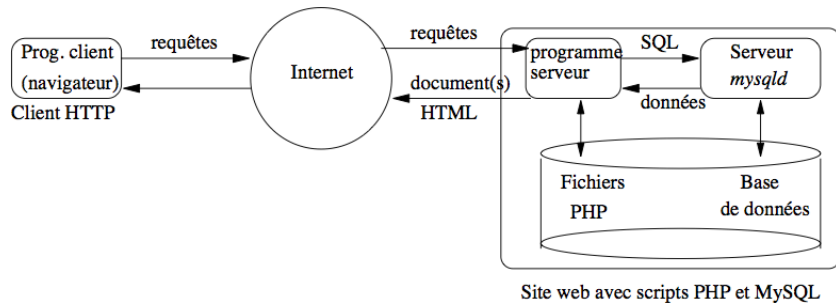 Prog. client
(navigateur)
Client HTTP
requêtes
Internet
requêtes
document(s)
HTML
programme
serveur
SQL
données
Serveur
mysqld
Fichiers
PHP
Base
de données
Site web avec scripts PHP et MySQL